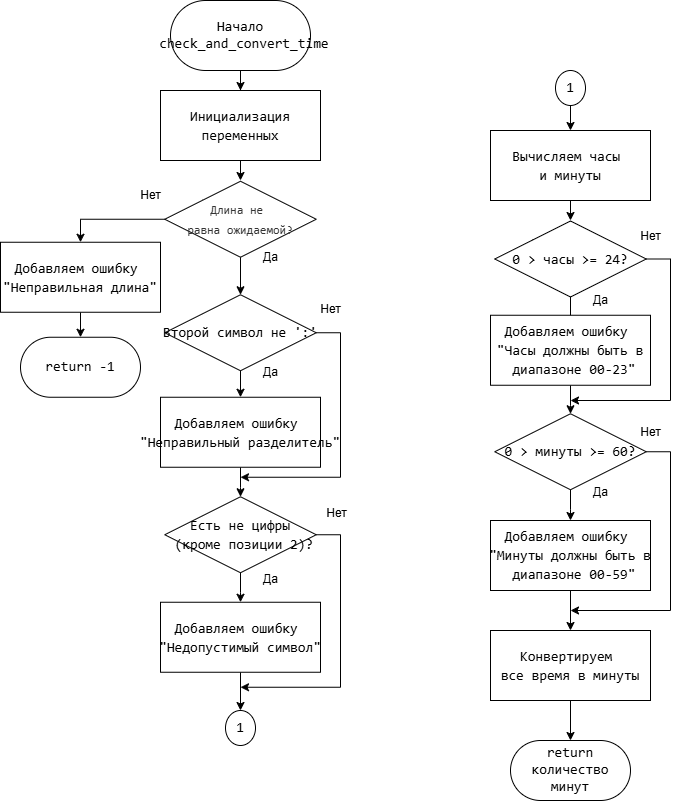 Начало
check_and_convert_time
Инициализация
переменных
Нет
Длина не
равна ожидаемой?
Да
Добавляем ошибку
"Неправильная длина"
return -1
Второй символ не ':'
Нет
Да
Добавляем ошибку
"Неправильный разделитель"
Есть не цифры
(кроме позиции 2)?
Нет
Да
Добавляем ошибку
"Недопустимый символ"
1
1
Вычисляем часы
и минуты
0 > часы >= 24?
Нет
Да
Добавляем ошибку
"Часы должны быть в
диапазоне 00-23"
0 > минуты >= 60?
Нет
Да
Добавляем ошибку
"Минуты должны быть в
диапазоне 00-59"
Конвертируем
все время в минуты
return
количество
минут